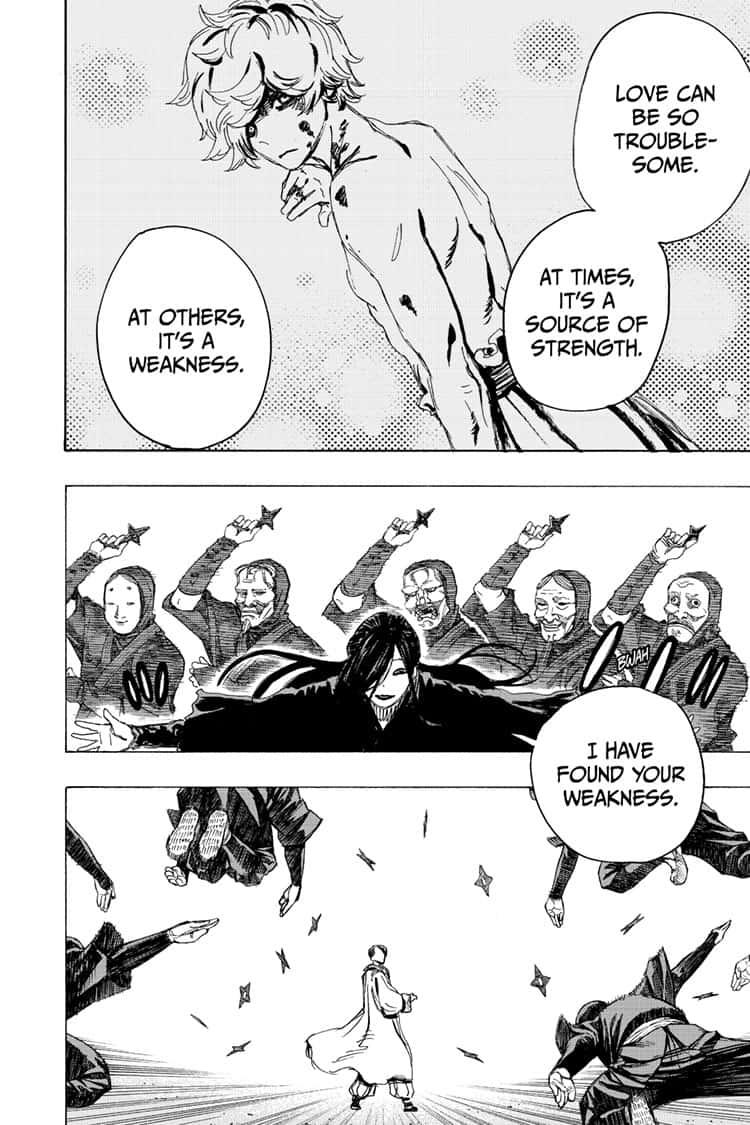 LOVE CAN
BE SO
TROUBLE-
SOME.
AT TIMES,
IT'S A
SOURCE OF
STRENGTH.
AT OTHERS,
IT'S A
WEAKNESS.
BWAH
I HAVE
FOUND YOUR
WEAKNESS.